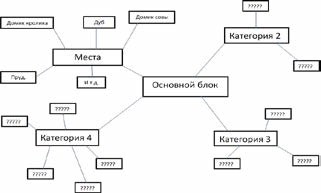 ?????
Дуб
Домик кролика
Домик совы
Категория 2
Места
?????
Пруд
И т.д.
Основной блок
?????
?????
?????
?????
Категория 4
Категория 3
?????
?????
?????
?????
?????